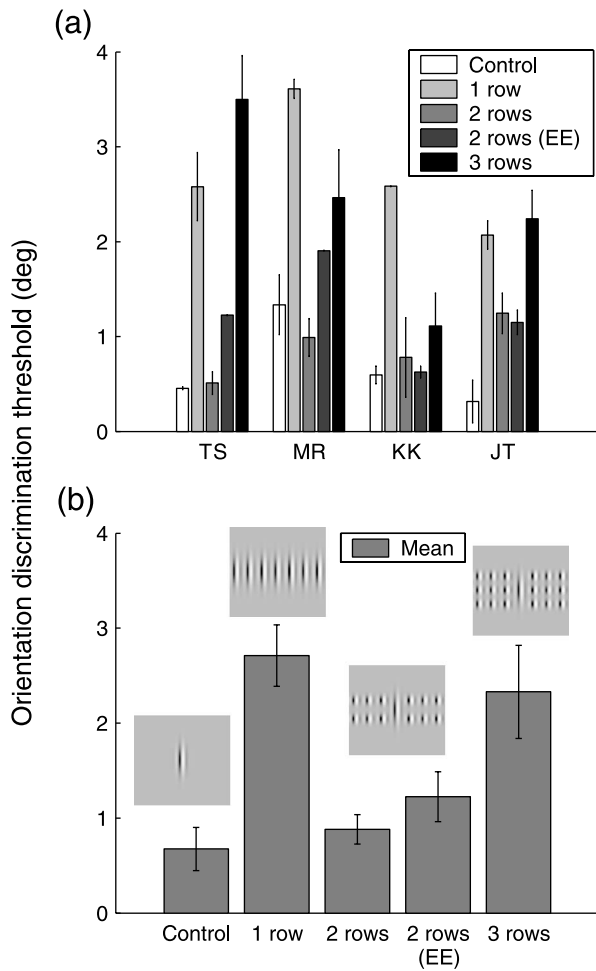 (a)
4
3
2
1
0
Control
1 row
2 rows
2 rows (EE)
3 rows
TS MR KK JT
Orientation discrimination threshold (deg)
(b)
4
3
2
1
0
Mean
Control 1 row 2 rows 2 rows (EE) 3 rows